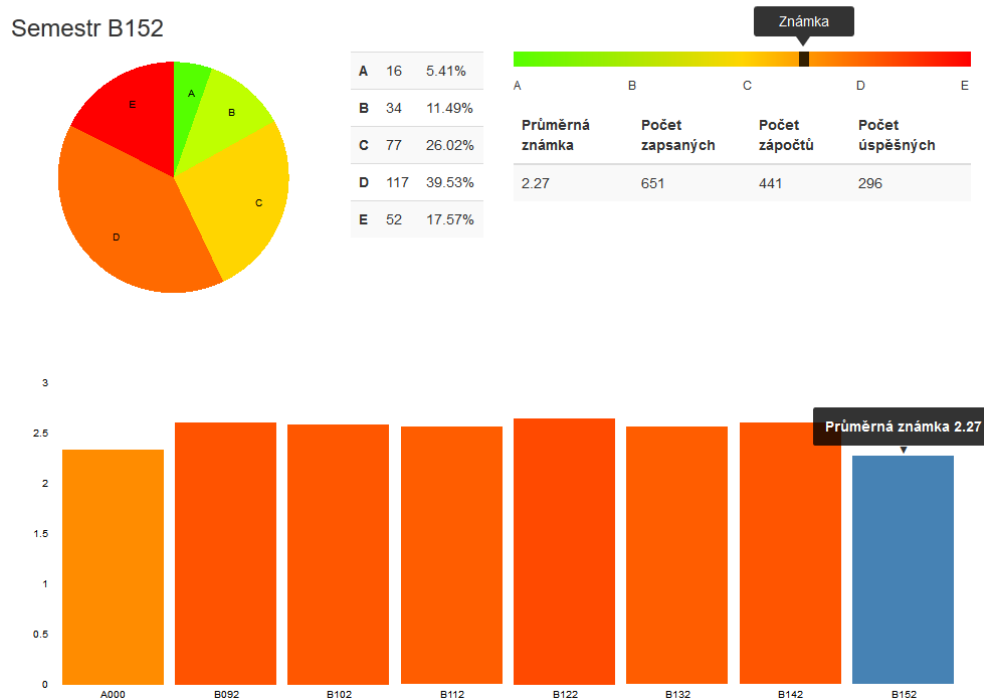 Semestr B152
Známka
A
B
C
D
E
A 16 5.41%
B 34 11.49%
C 77 26.02%
D 117 39.53%
E 52 17.57%
A B C D E
Průměrná známka
Počet zapsaných
Počet zápočtů
Počet úspěšných
2.27 651 441 296
3
2.5
2
1.5
1
0.5
0
Průměrná známka 2.27
A000 B092 B102 B112 B122 B132 B142 B152